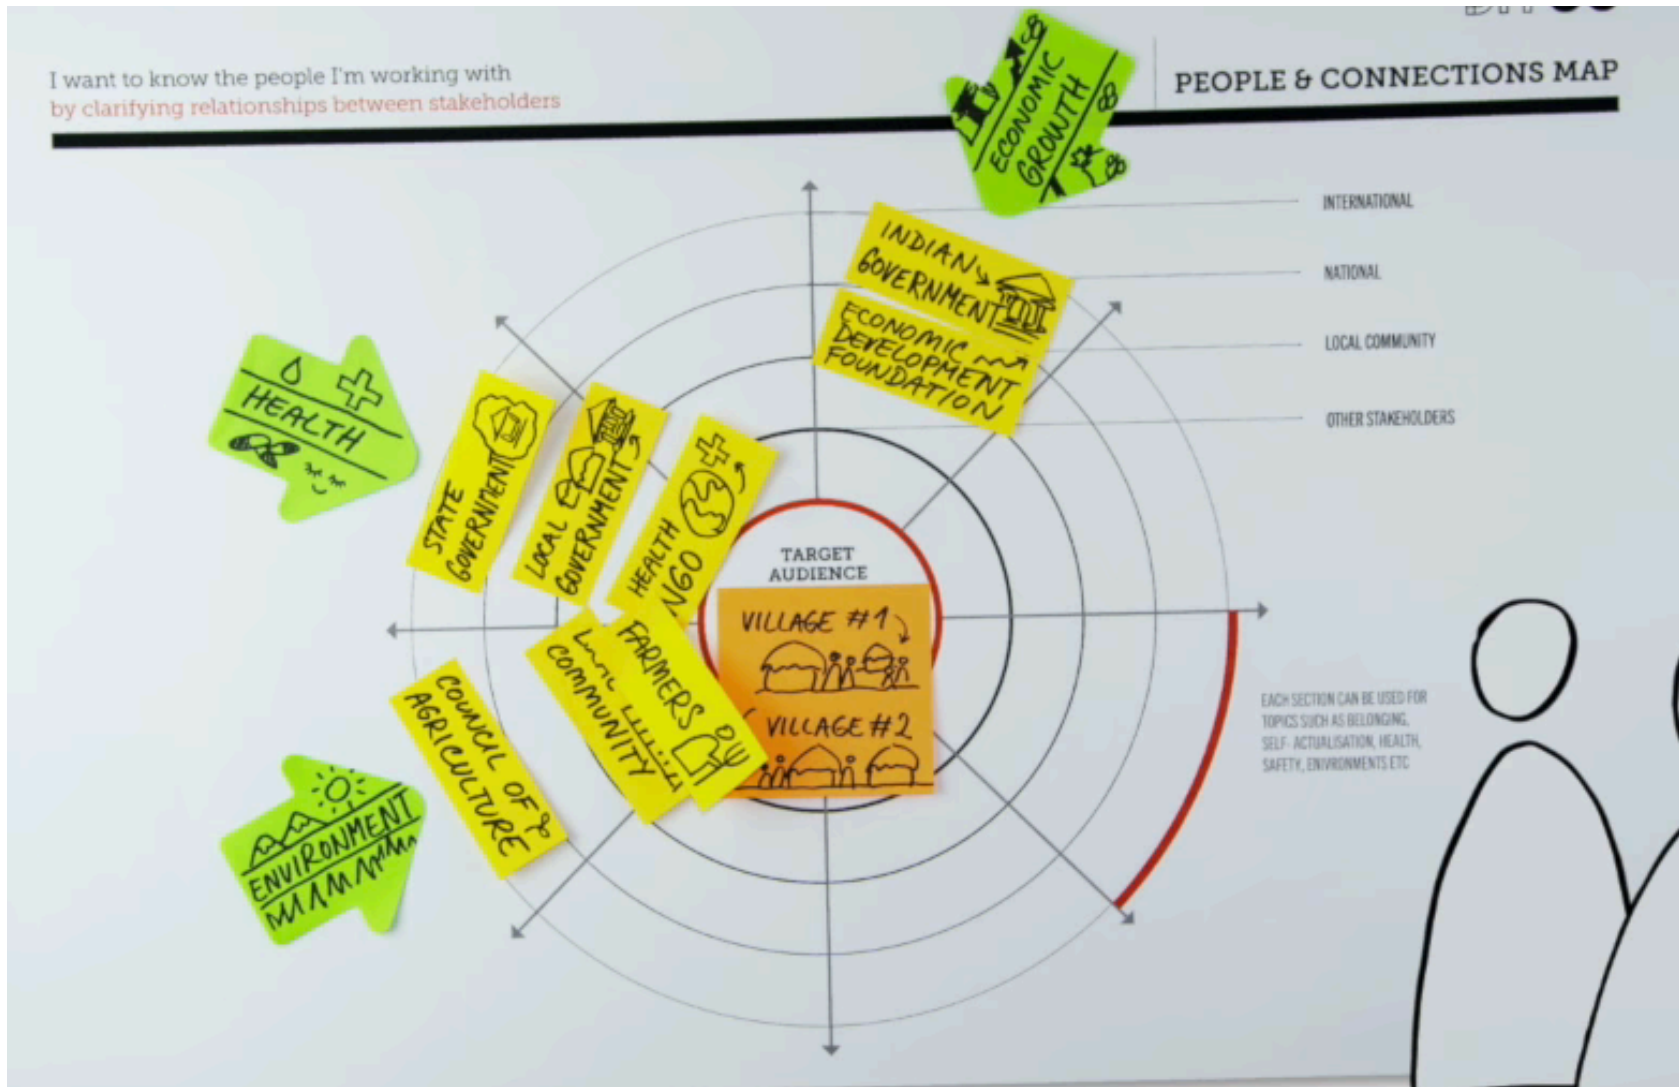 I want to know the people I'm working with
by clarifying relationships between stakeholders
PEOPLE & CONNECTIONS MAP
ECONOMIC
GROWTH
INTERNATIONAL
NATIONAL
LOCAL COMMUNITY
OTHER STAKEHOLDERS
INDIAN
GOVERNMENT
ECONOMIC
DEVELOPMENT
FOUNDATION
HEALTH
STATE
GOVERNMENT
LOCAL
GOVERNMENT
HEALTH
NGO
TARGET
AUDIENCE
VILLAGE #1
VILLAGE #2
FARMERS
COMMUNITY
COUNCIL OF
AGRICULTURE
ENVIRONMENT
EACH SECTION CAN BE USED FOR
TOPICS SUCH AS BELONGING,
SELF- ACTUALISATION, HEALTH,
SAFETY, ENIVRONMENTS ETC